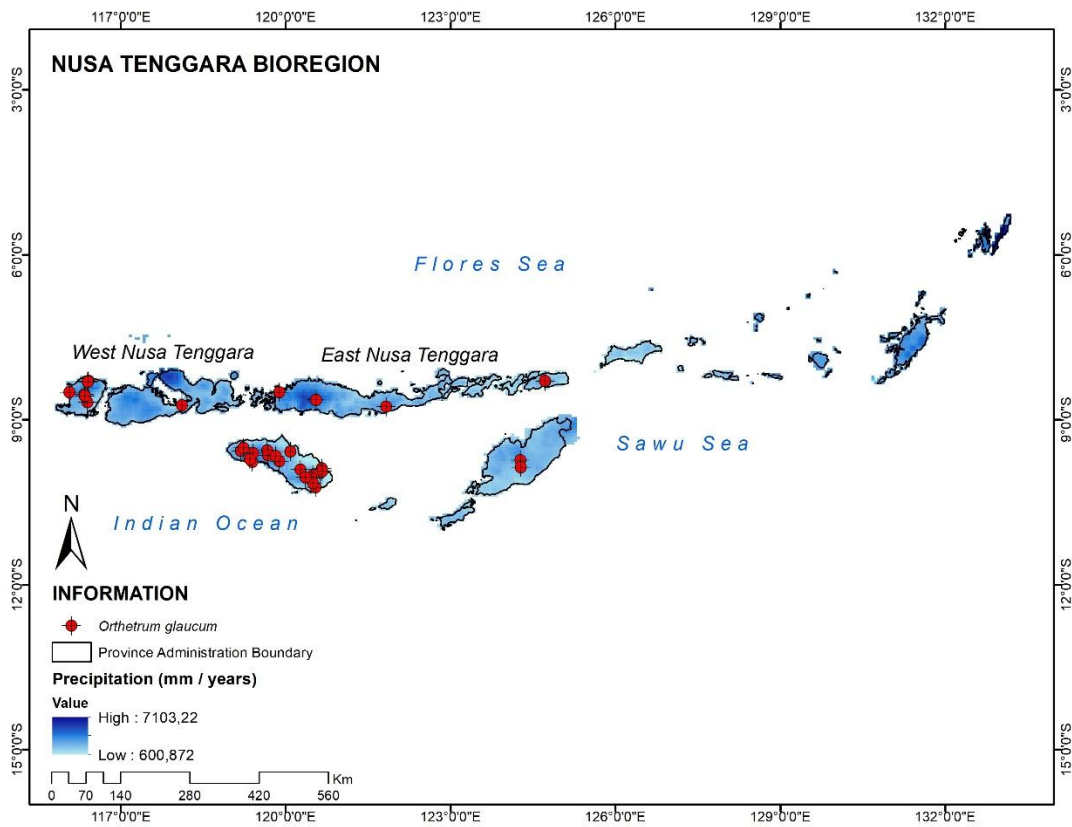 117°0'0"E 120°0'0"E 123°0'0"E 126°0'0"E 129°0'0"E 132°0'0"E
NUSA TENGGARA BIOREGION
3°0'0"S 3°0'0"S
6°0'0"S 6°0'0"S
Flores Sea
West Nusa Tenggara East Nusa Tenggara
9°0'0"S 9°0'0"S
Sawu Sea
N
Indian Ocean
12°0'0"S 12°0'0"S
INFORMATION
Orthetrum glaucum
Province Administration Boundary
Precipitation (mm / years)
Value
High : 7103,22
Low : 600,872
15°0'0"S 15°0'0"S
Km
0 70 140 280 420 560
117°0'0"E 120°0'0"E 123°0'0"E 126°0'0"E 129°0'0"E 132°0'0"E